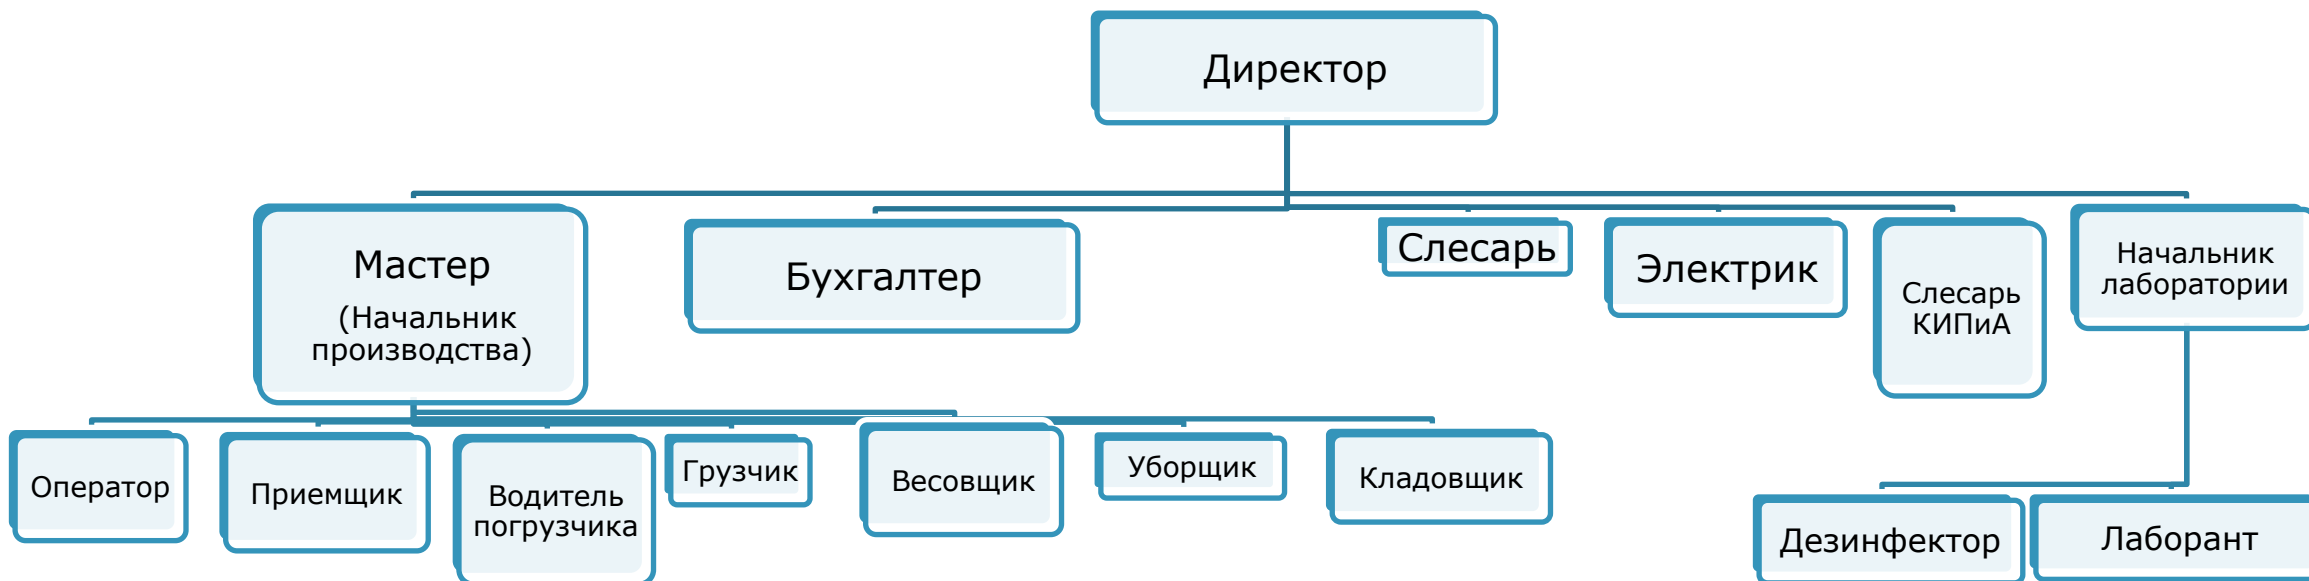 Директор
Мастер
(Начальник
производства)
Бухгалтер
Слесарь
Электрик
Слесарь
КИПиА
Начальник
лаборатории
Оператор
Приемщик
Водитель
погрузчика
Грузчик
Весовщик
Уборщик
Кладовщик
Дезинфектор
Лаборант